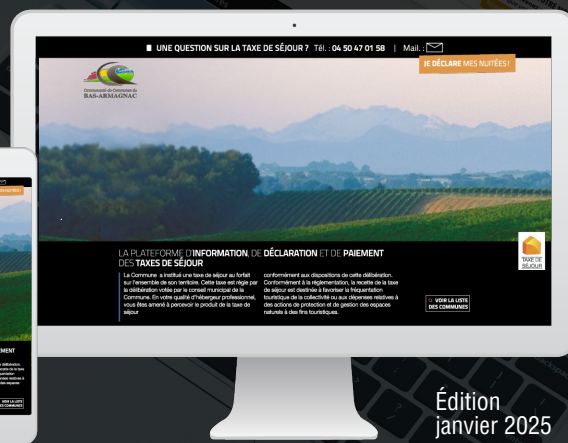 UNE QUESTION SUR LA TAXE DE SÉJOUR ? Tél. : 04 50 47 01 58 | Mail. :
JE DÉCLARE MES NUITÉES !
Communauté de Communes du
BAS-ARMAGNAC
LA PLATEFORME D'INFORMATION, DE DÉCLARATION ET DE PAIEMENT
DES TAXES DE SÉJOUR
La Commune a institué une taxe de séjour au forfait
sur l'ensemble de son territoire. Cette taxe est régie par
la délibération votée par le conseil municipal de la
Commune. En votre qualité d'hébergeur professionnel,
vous êtes amené à percevoir le produit de la taxe de
séjour
conformément aux dispositions de cette délibération.
Conformément à la réglementation, la recette de la taxe
de séjour est destinée à favoriser la fréquentation
touristique de la collectivité ou aux dépenses relatives à
des actions de protection et de gestion des espaces
naturels à des fins touristiques.
TAXE DE
SÉJOUR
VOIR LA LISTE
DES COMMUNES
VOIR LA LISTE
DES COMMUNES
Édition
janvier 2025